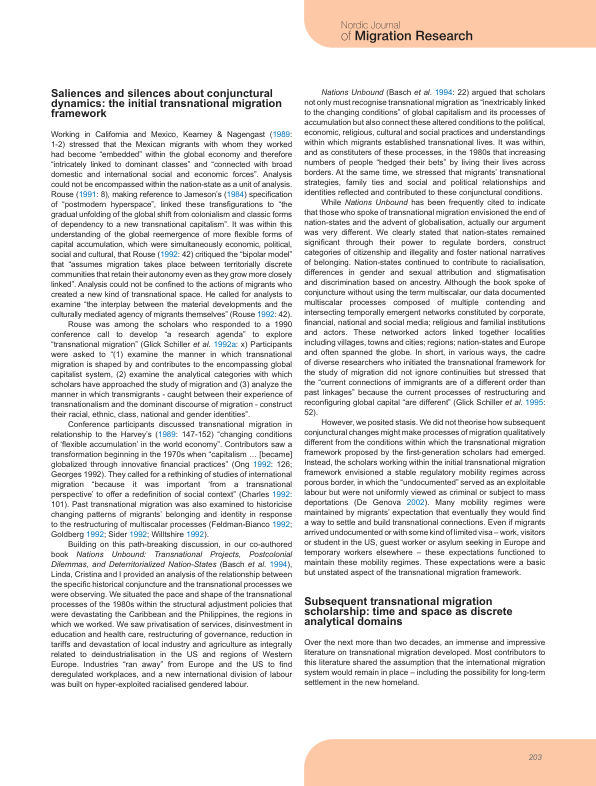 Nordic Journal
of Migration Research
Saliences and silences about conjunctural
dynamics: the initial transnational migration
framework
Working in California and Mexico, Kearney & Nagengast (1989:
1-2) stressed that the Mexican migrants with whom they worked
had become “embedded” within the global economy and therefore
“intricately linked to dominant classes” and “connected with broad
domestic and international social and economic forces”. Analysis
could not be encompassed within the nation-state as a unit of analysis.
Rouse (1991: 8), making reference to Jameson’s (1984) specification
of “postmodern hyperspace”, linked these transfigurations to “the
gradual unfolding of the global shift from colonialism and classic forms
of dependency to a new transnational capitalism”. It was within this
understanding of the global reemergence of more flexible forms of
capital accumulation, which were simultaneously economic, political,
social and cultural, that Rouse (1992: 42) critiqued the “bipolar model”
that “assumes migration takes place between territorially discrete
communities that retain their autonomy even as they grow more closely
linked”. Analysis could not be confined to the actions of migrants who
created a new kind of transnational space. He called for analysts to
examine “the interplay between the material developments and the
culturally mediated agency of migrants themselves” (Rouse 1992: 42).
Rouse was among the scholars who responded to a 1990
conference call to develop “a research agenda” to explore
“transnational migration” (Glick Schiller et al. 1992a: x) Participants
were asked to “(1) examine the manner in which transnational
migration is shaped by and contributes to the encompassing global
capitalist system, (2) examine the analytical categories with which
scholars have approached the study of migration and (3) analyze the
manner in which transmigrants - caught between their experience of
transnationalism and the dominant discourse of migration - construct
their racial, ethnic, class, national and gender identities”.
Conference participants discussed transnational migration in
relationship to the Harvey’s (1989: 147-152) “changing conditions
of ‘flexible accumulation’ in the world economy”. Contributors saw a
transformation beginning in the 1970s when “capitalism … [became]
globalized through innovative financial practices” (Ong 1992: 126;
Georges 1992). They called for a rethinking of studies of international
migration “because it was important ‘from a transnational
perspective’ to offer a redefinition of social context” (Charles 1992:
101). Past transnational migration was also examined to historicise
changing patterns of migrants’ belonging and identity in response
to the restructuring of multiscalar processes (Feldman-Bianco 1992;
Goldberg 1992; Sider 1992; Willtshire 1992).
Building on this path-breaking discussion, in our co-authored
book Nations Unbound: Transnational Projects, Postcolonial
Dilemmas, and Deterritorialized Nation-States (Basch et al. 1994),
Linda, Cristina and I provided an analysis of the relationship between
the specific historical conjuncture and the transnational processes we
were observing. We situated the pace and shape of the transnational
processes of the 1980s within the structural adjustment policies that
were devastating the Caribbean and the Philippines, the regions in
which we worked. We saw privatisation of services, disinvestment in
education and health care, restructuring of governance, reduction in
tariffs and devastation of local industry and agriculture as integrally
related to deindustrialisation in the US and regions of Western
Europe. Industries “ran away” from Europe and the US to find
deregulated workplaces, and a new international division of labour
was built on hyper-exploited racialised gendered labour.
Nations Unbound (Basch et al. 1994: 22) argued that scholars
not only must recognise transnational migration as “inextricably linked
to the changing conditions” of global capitalism and its processes of
accumulation but also connect these altered conditions to the political,
economic, religious, cultural and social practices and understandings
within which migrants established transnational lives. It was within,
and as constituters of these processes, in the 1980s that increasing
numbers of people “hedged their bets” by living their lives across
borders. At the same time, we stressed that migrants’ transnational
strategies, family ties and social and political relationships and
identities reflected and contributed to these conjunctural conditions.
While Nations Unbound has been frequently cited to indicate
that those who spoke of transnational migration envisioned the end of
nation-states and the advent of globalisation, actually our argument
was very different. We clearly stated that nation-states remained
significant through their power to regulate borders, construct
categories of citizenship and illegality and foster national narratives
of belonging. Nation-states continued to contribute to racialisation,
differences in gender and sexual attribution and stigmatisation
and discrimination based on ancestry. Although the book spoke of
conjuncture without using the term multiscalar, our data documented
multiscalar processes composed of multiple contending and
intersecting temporally emergent networks constituted by corporate,
financial, national and social media; religious and familial institutions
and actors. These networked actors linked together localities
including villages, towns and cities; regions; nation-states and Europe
and often spanned the globe. In short, in various ways, the cadre
of diverse researchers who initiated the transnational framework for
the study of migration did not ignore continuities but stressed that
the “current connections of immigrants are of a different order than
past linkages” because the current processes of restructuring and
reconfiguring global capital “are different” (Glick Schiller et al. 1995:
52).
However, we posited stasis. We did not theorise how subsequent
conjunctural changes might make processes of migration qualitatively
different from the conditions within which the transnational migration
framework proposed by the first-generation scholars had emerged.
Instead, the scholars working within the initial transnational migration
framework envisioned a stable regulatory mobility regimes across
porous border, in which the “undocumented” served as an exploitable
labour but were not uniformly viewed as criminal or subject to mass
deportations (De Genova 2002). Many mobility regimes were
maintained by migrants’ expectation that eventually they would find
a way to settle and build transnational connections. Even if migrants
arrived undocumented or with some kind of limited visa – work, visitors
or student in the US, guest worker or asylum seeking in Europe and
temporary workers elsewhere – these expectations functioned to
maintain these mobility regimes. These expectations were a basic
but unstated aspect of the transnational migration framework.
Subsequent transnational migration
scholarship: time and space as discrete
analytical domains
Over the next more than two decades, an immense and impressive
literature on transnational migration developed. Most contributors to
this literature shared the assumption that the international migration
system would remain in place – including the possibility for long-term
settlement in the new homeland.
203